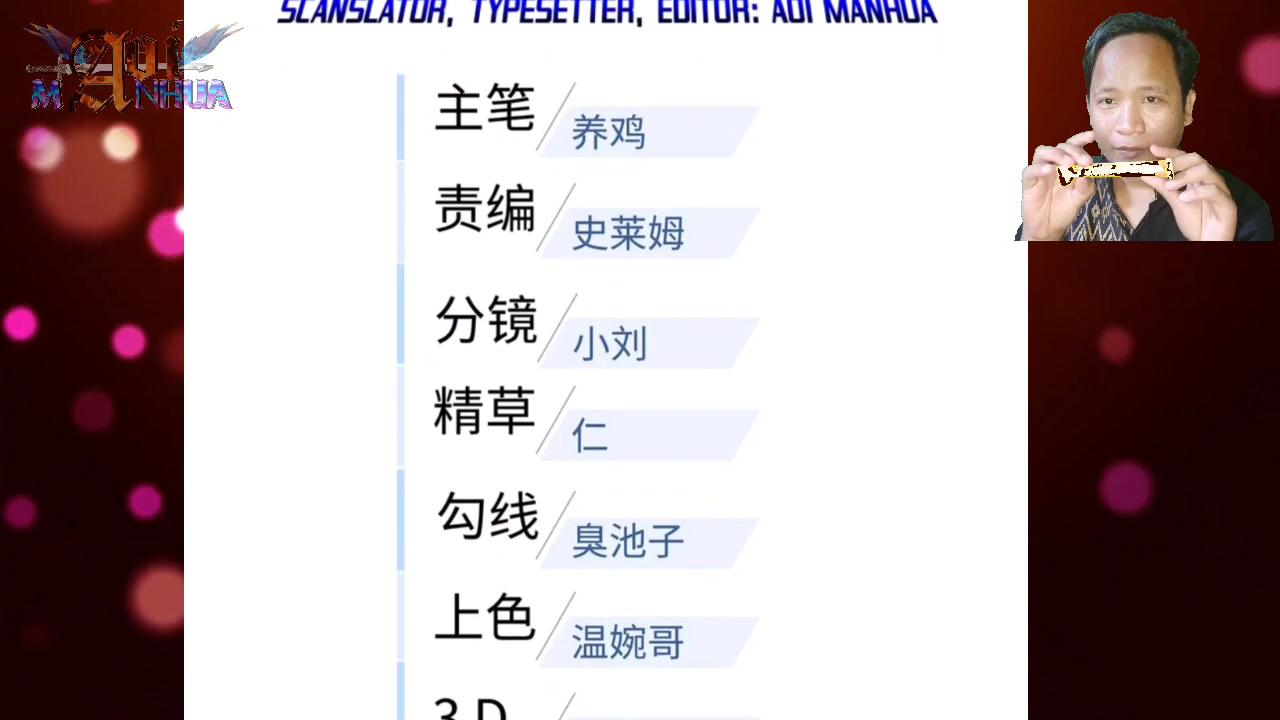 SCANSLATOR, TYPESETTER, EDITOR: AOI MANHUA
Aoi
MANHUA
主笔
养鸡
责编
史莱姆
分镜
小刘
精草
仁
勾线
臭池子
上色
温婉哥
3D